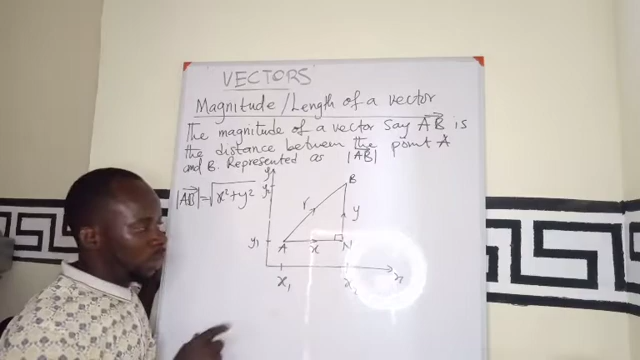 VECTORS
Magnitude/Length of a vector
The magnitude of a vector say AB is
the distance between the point A
and B. Represented as |AB|
|AB| = √x²+y²
y
y₂
B
r
y
y₁
A
x
N
x₁
x